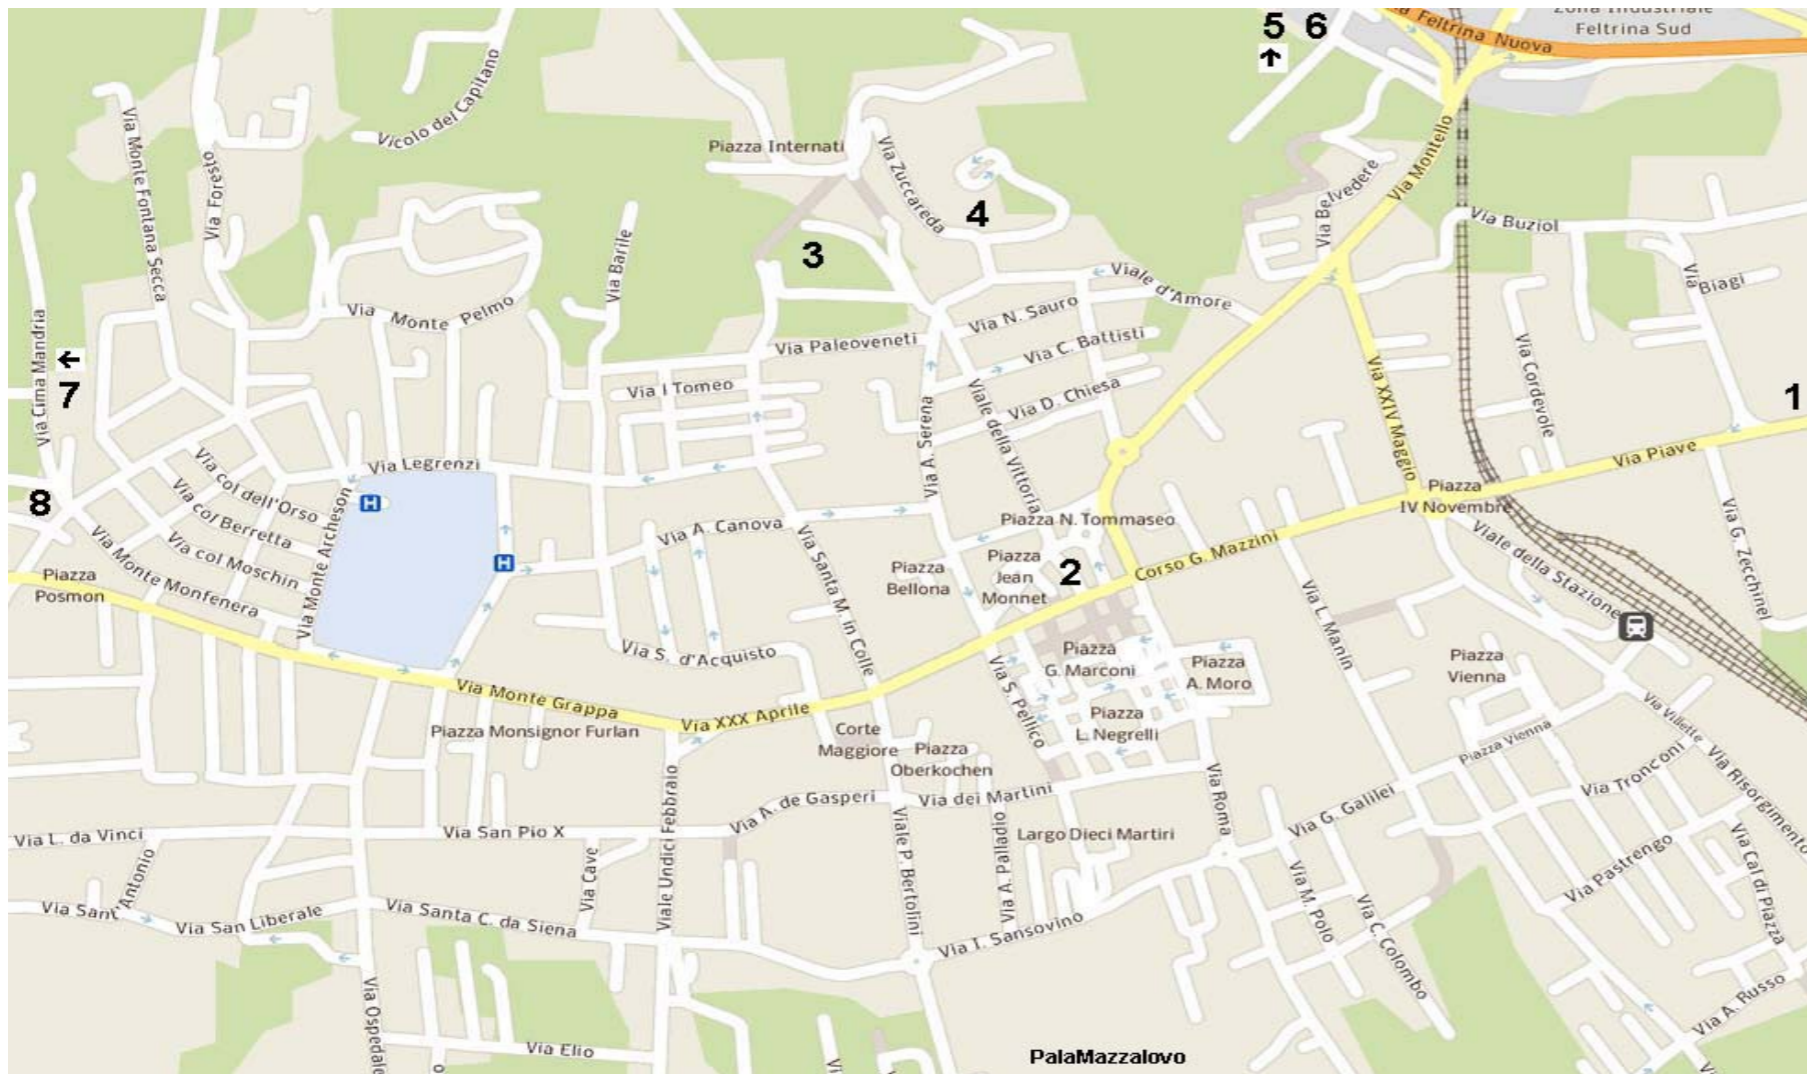 5 6
↑
a Feltrina Nuova
Zona Industriale
Feltrina Sud
Vicolo del Capitano
Via Monte Fontana Secca
Via Foresto
Piazza Internati
Via Zuccareda
4
3
Via Montello
Via Belvedere
Via Buziol
Via
Biagi
Via Barile
Via Monte Pelmo
Viale d'Amore
Via N. Sauro
Via C. Battisti
Via Paleoveneti
Via Cima Mandria
←
7
Via I Tomeo
Via D. Chiesa
Via A. Serena
Viale della Vittoria
Via XXIV Maggio
Via Cordevole
1
Via Piave
Via Legrenzi
Via col dell'Orso
Via col Berretta
Via col Moschin
Via Monte Monfenera
Via Monte Archeson
H
H
8
Piazza
Posmon
Via A. Canova
Via Santa M. in Colle
Piazza N. Tommaseo
Piazza
Jean
Monnet
2
Piazza
Bellona
Corso G. Mazzini
Piazza
IV Novembre
Viale della Stazione
Via G. Zecchinel
Via L. Manin
Via S. d'Acquisto
Via Monte Grappa
Via XXX Aprile
Via S. Pellico
Piazza
G. Marconi
Piazza
A. Moro
Piazza
L. Negrelli
Piazza
Vienna
Piazza Vienna
Via Villette
Via Risorgimento
Via Tronconi
Piazza Monsignor Furlan
Corte
Maggiore
Piazza
Oberkochen
Via Roma
Via G. Galilei
Via L. da Vinci
Via San Pio X
Via A. de Gasperi
Via dei Martini
Largo Dieci Martiri
Via Pastrengo
Via Cal di Piazza
Via Sant'Antonio
Via San Liberale
Via Santa C. da Siena
Via Cave
Viale Undici Febbraio
Viale P. Bertolini
Via A. Palladio
Via I. Sansovino
Via M. Polo
Via C. Colombo
Via A. Russo
Via Ospedale
o
Via Elio
PalaMazzalovo